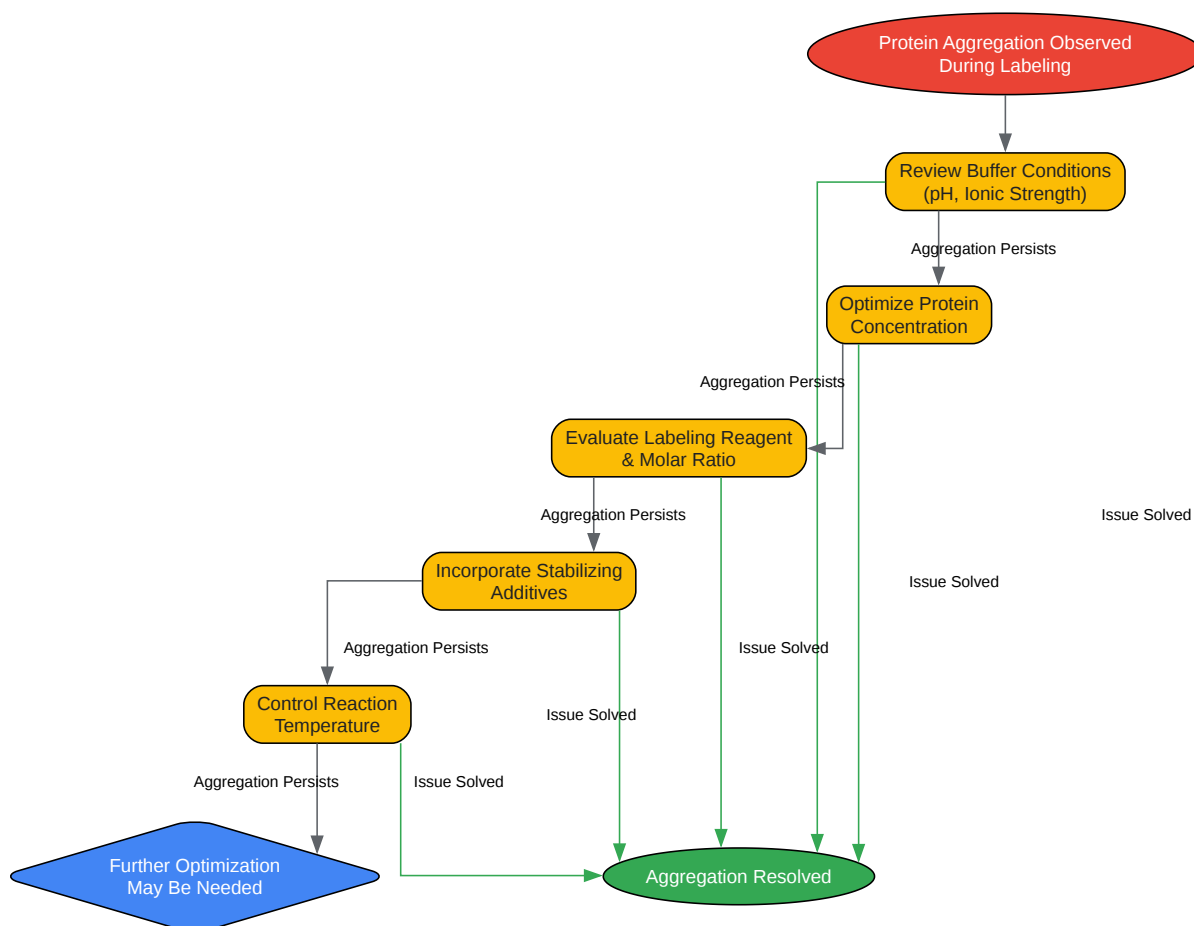 Protein Aggregation Observed
During Labeling
Review Buffer Conditions
(pH, Ionic Strength)
Aggregation Persists
Optimize Protein
Concentration
Aggregation Persists
Evaluate Labeling Reagent
& Molar Ratio
Aggregation Persists
Issue Solved
Incorporate Stabilizing
Additives
Issue Solved
Aggregation Persists
Issue Solved
Control Reaction
Temperature
Issue Solved
Aggregation Persists
Issue Solved
Further Optimization
May Be Needed
Aggregation Resolved